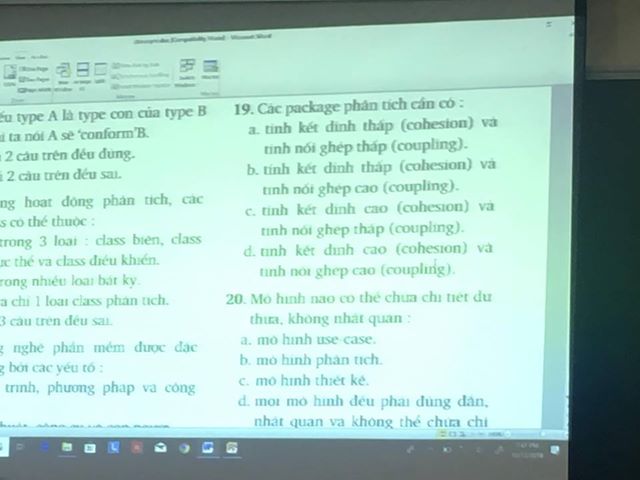 [Compatibility Mode] - Microsoft Word
ếu type A là type con của type B
ta nói A sẽ 'conform'B.
2 câu trên đều đúng.
2 câu trên đều sai.
ng hoạt động phân tích, các
s có thể thuộc :
trong 3 loại : class biên, class
ực thể và class điều khiển.
rong nhiều loại bất kỳ.
a chỉ 1 loại class phân tích.
3 câu trên đều sai.
g nghệ phần mềm được đặc
g bởi các yếu tố :
trình, phương pháp và công
19. Các package phân tích cần có :
a. tính kết dính thấp (cohesion) và
tính nối ghép thấp (coupling).
b. tính kết dính thấp (cohesion) và
tính nối ghép cao (coupling).
c. tính kết dính cao (cohesion) và
tính nối ghép thấp (coupling).
d. tính kết dính cao (cohesion) và
tính nối ghép cao (coupling).
20. Mô hình nào có thể chứa chi tiết dư
thừa, không nhất quán :
a. mô hình use-case.
b. mô hình phân tích.
c. mô hình thiết kế.
d. mọi mô hình đều phải đúng đắn,
nhất quán và không thể chứa chi